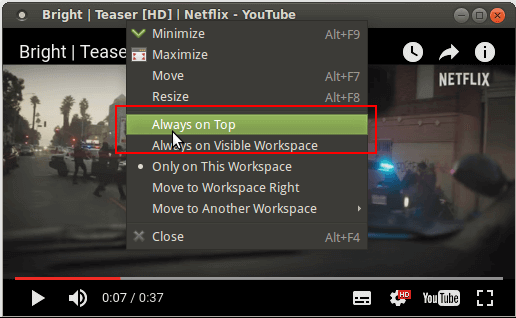 Bright | Teaser [HD] | Netflix - YouTube
Bright | Tease
Minimize Alt+F9
Maximize
Move Alt+F7
Resize Alt+F8
Always on Top
Always on Visible Workspace
Only on This Workspace
Move to Workspace Right
Move to Another Workspace
Close Alt+F4
NETFLIX
0:07 / 0:37
HD
YouTube